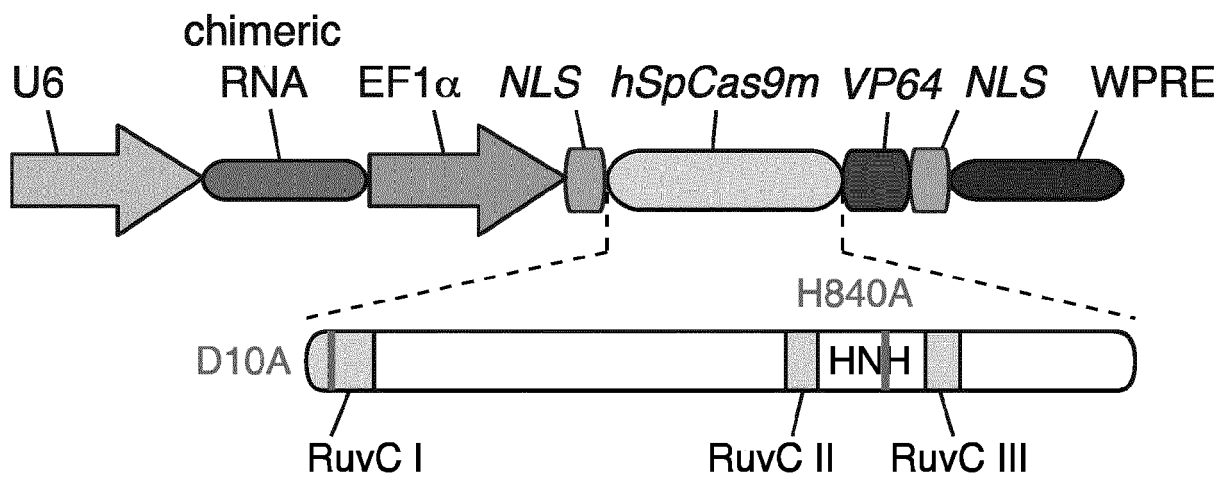 chimeric
U6 RNA EF1α NLS hSpCas9m VP64 NLS WPRE
H840A
D10A HNH
RuvC I RuvC II RuvC III